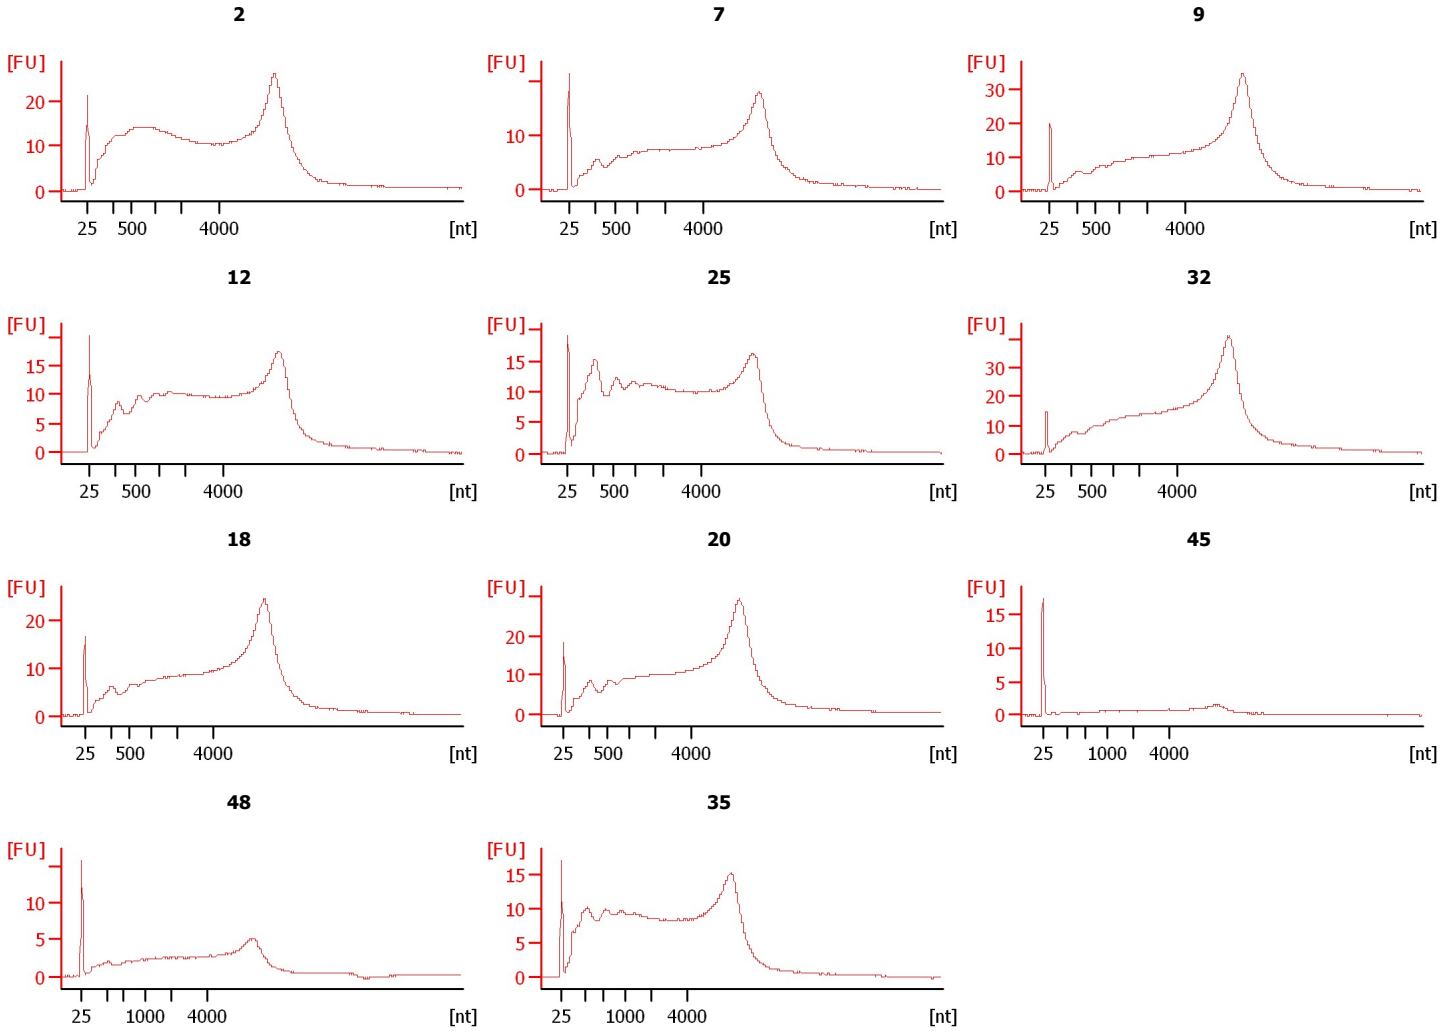 2 7 9
[FU] [FU] [FU]
20 10 0 10 0 30 20 10 0
25 500 4000 [nt] 25 500 4000 [nt] 25 500 4000 [nt]
12 25 32
[FU] [FU] [FU]
15 10 5 0 15 10 5 0 30 20 10 0
25 500 4000 [nt] 25 500 4000 [nt] 25 500 4000 [nt]
18 20 45
[FU] [FU] [FU]
20 10 0 20 10 0 15 10 5 0
25 500 4000 [nt] 25 500 4000 [nt] 25 1000 4000 [nt]
48 35
[FU] [FU]
10 5 0 15 10 5 0
25 1000 4000 [nt] 25 1000 4000 [nt]